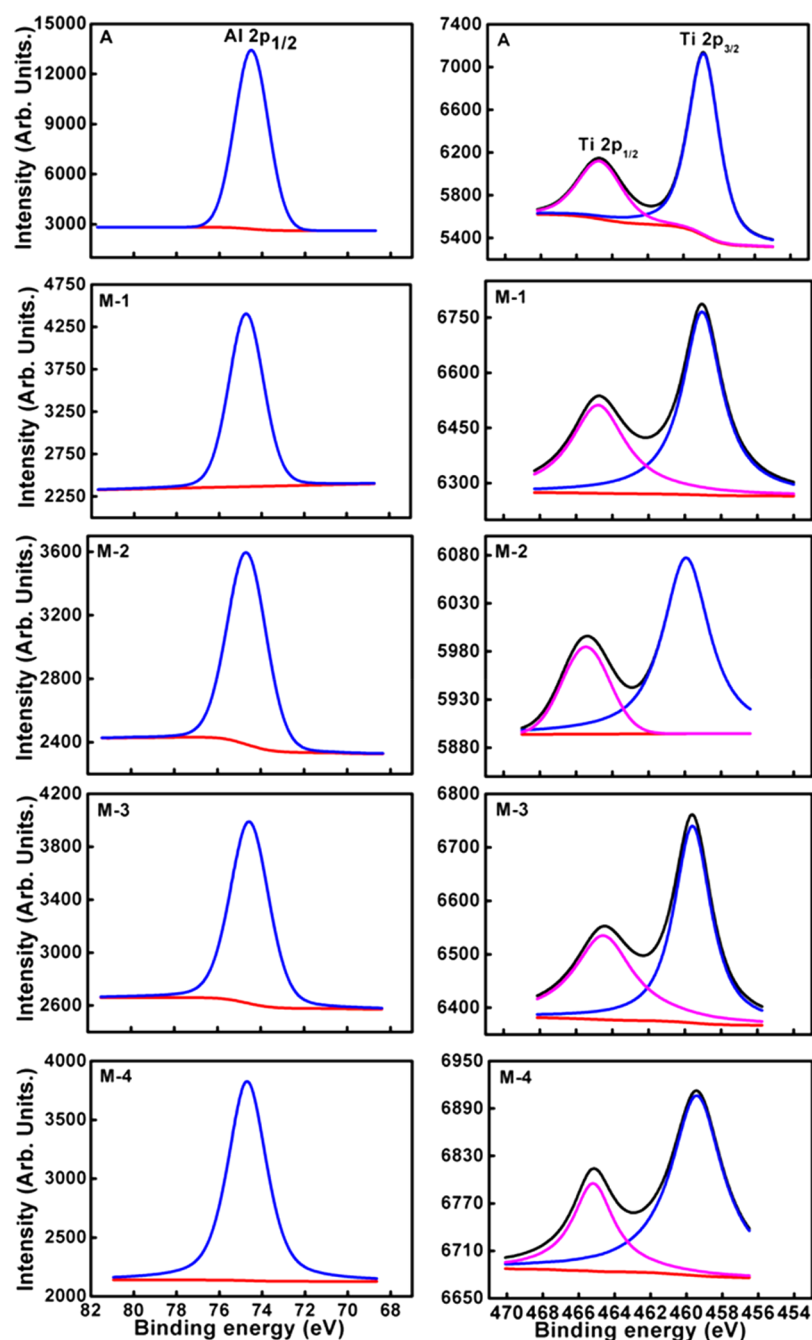 A
Al 2p1/2
Intensity (Arb. Units.)
15000
12000
9000
6000
3000
A
Ti 2p3/2
Ti 2p1/2
7400
7000
6600
6200
5800
5400
M-1
Intensity (Arb. Units.)
4750
4250
3750
3250
2750
2250
M-1
6750
6600
6450
6300
M-2
Intensity (Arb. Units.)
3600
3200
2800
2400
M-2
6080
6030
5980
5930
5880
M-3
Intensity (Arb. Units.)
4200
4000
3400
3000
2600
M-3
6800
6700
6600
6500
6400
M-4
Intensity (Arb. Units.)
4000
3500
3000
2500
2000
82 80 78 76 74 72 70 68
Binding energy (eV)
M-4
6950
6890
6830
6770
6710
6650
470 468 466 464 462 460 458 456 454
Binding energy (eV)